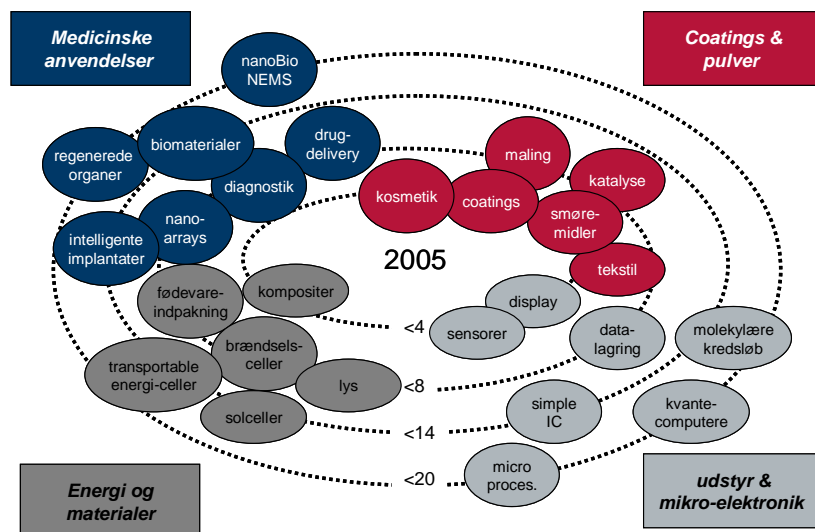 Medicinske
anvendelser
Coatings &
pulver
nanoBio
NEMS
drug-
delivery
biomaterialer
regenerede
organer
diagnostik
maling
katalyse
kosmetik
coatings
smøre-
midler
nano-
arrays
intelligente
implantater
2005
tekstil
fødevare-
indpakning
kompositer
display
sensorer
<4
data-
lagring
molekylære
kredsløb
brændsels-
celler
transportable
energi-celler
lys
<8
solceller
simple
IC
kvante-
computere
<14
micro
proces.
<20
Energi og
materialer
udstyr &
mikro-elektronik